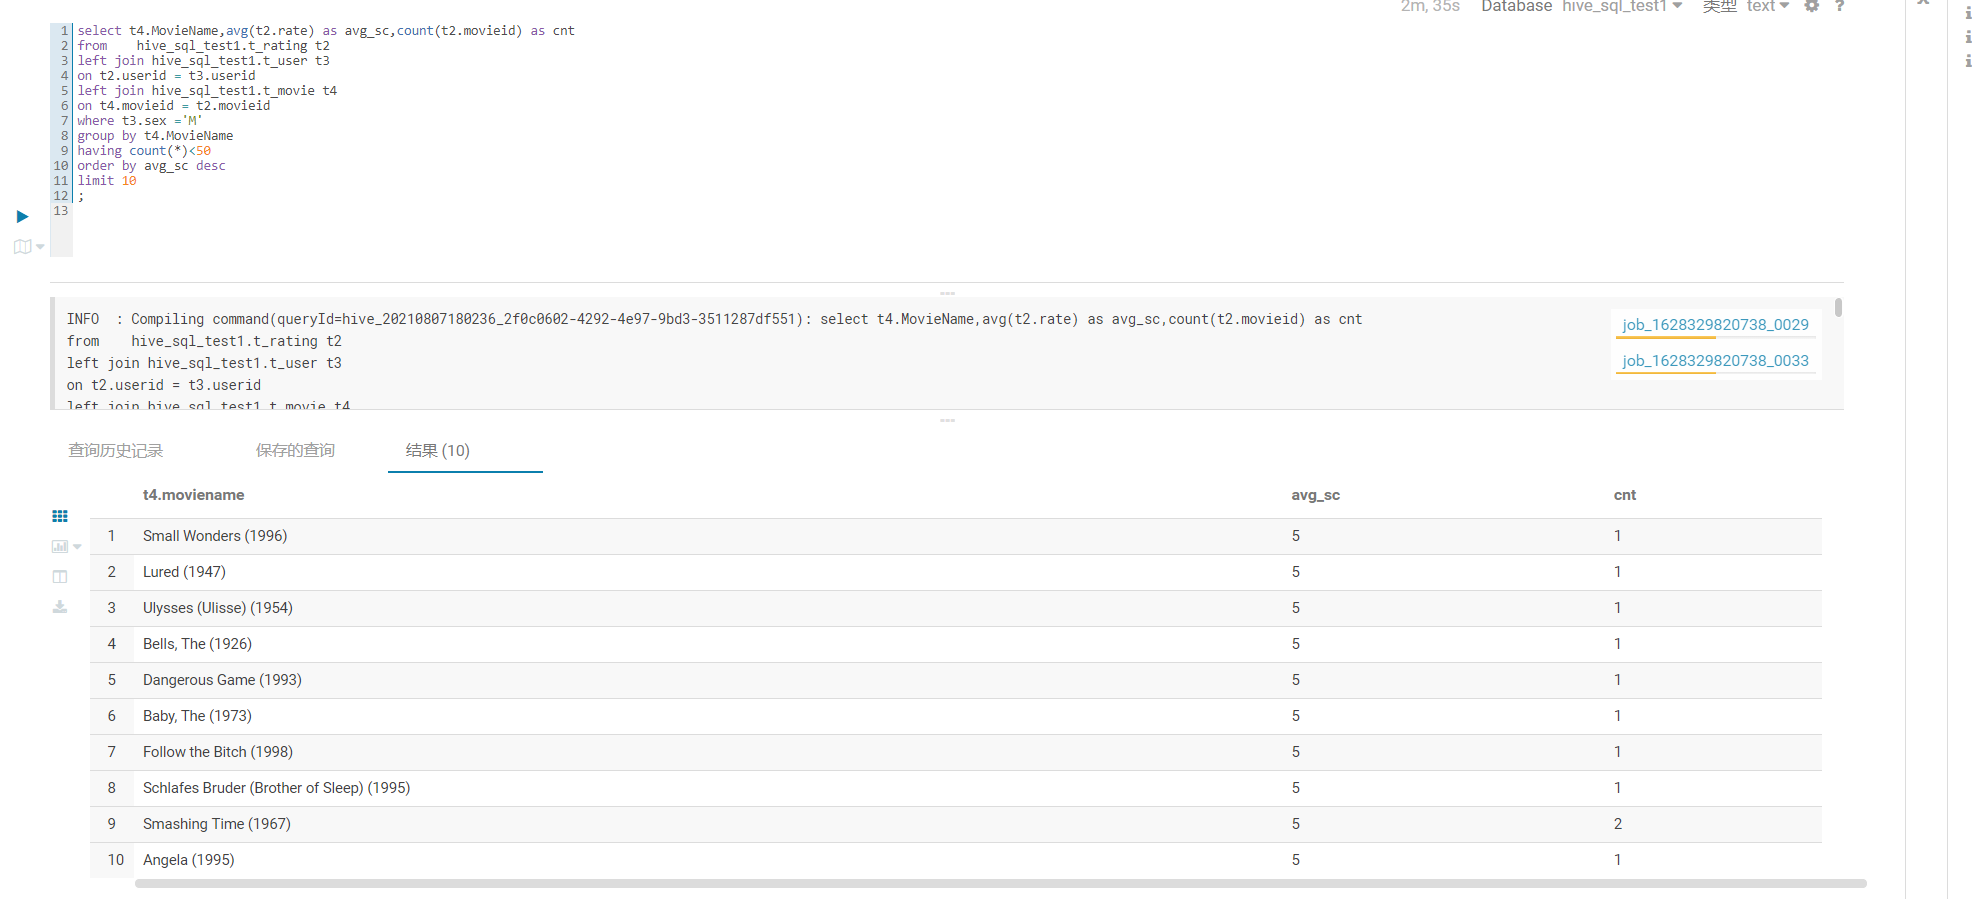 2m, 35s Database hive_sql_test1 类型 text ?
1 select t4.MovieName,avg(t2.rate) as avg_sc,count(t2.movieid) as cnt
2 from    hive_sql_test1.t_rating t2
3 left join hive_sql_test1.t_user t3
4 on t2.userid = t3.userid
5 left join hive_sql_test1.t_movie t4
6 on t4.movieid = t2.movieid
7 where t3.sex ='M'
8 group by t4.MovieName
9 having count(*)<50
10 order by avg_sc desc
11 limit 10
12 ;
13
INFO  : Compiling command(queryId=hive_20210807180236_2f0c0602-4292-4e97-9bd3-3511287df551): select t4.MovieName,avg(t2.rate) as avg_sc,count(t2.movieid) as cnt
from    hive_sql_test1.t_rating t2
left join hive_sql_test1.t_user t3
on t2.userid = t3.userid
left join hive_sql_test1.t_movie t4
job_1628329820738_0029
job_1628329820738_0033
查询历史记录 保存的查询 结果 (10)
t4.moviename avg_sc cnt
1 Small Wonders (1996) 5 1
2 Lured (1947) 5 1
3 Ulysses (Ulisse) (1954) 5 1
4 Bells, The (1926) 5 1
5 Dangerous Game (1993) 5 1
6 Baby, The (1973) 5 1
7 Follow the Bitch (1998) 5 1
8 Schlafes Bruder (Brother of Sleep) (1995) 5 1
9 Smashing Time (1967) 5 2
10 Angela (1995) 5 1